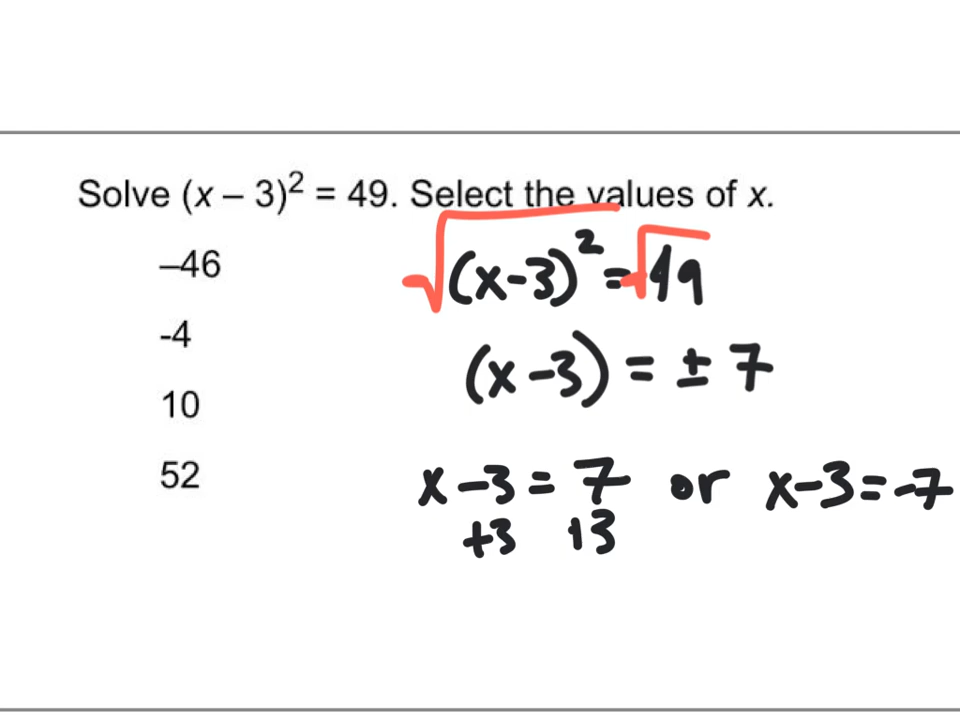 Solve (x – 3)² = 49. Select the values of x.
–46
√(x-3)² = √49
-4
(x-3) = ± 7
10
52
x-3 = 7 or x-3=-7
+3 +3